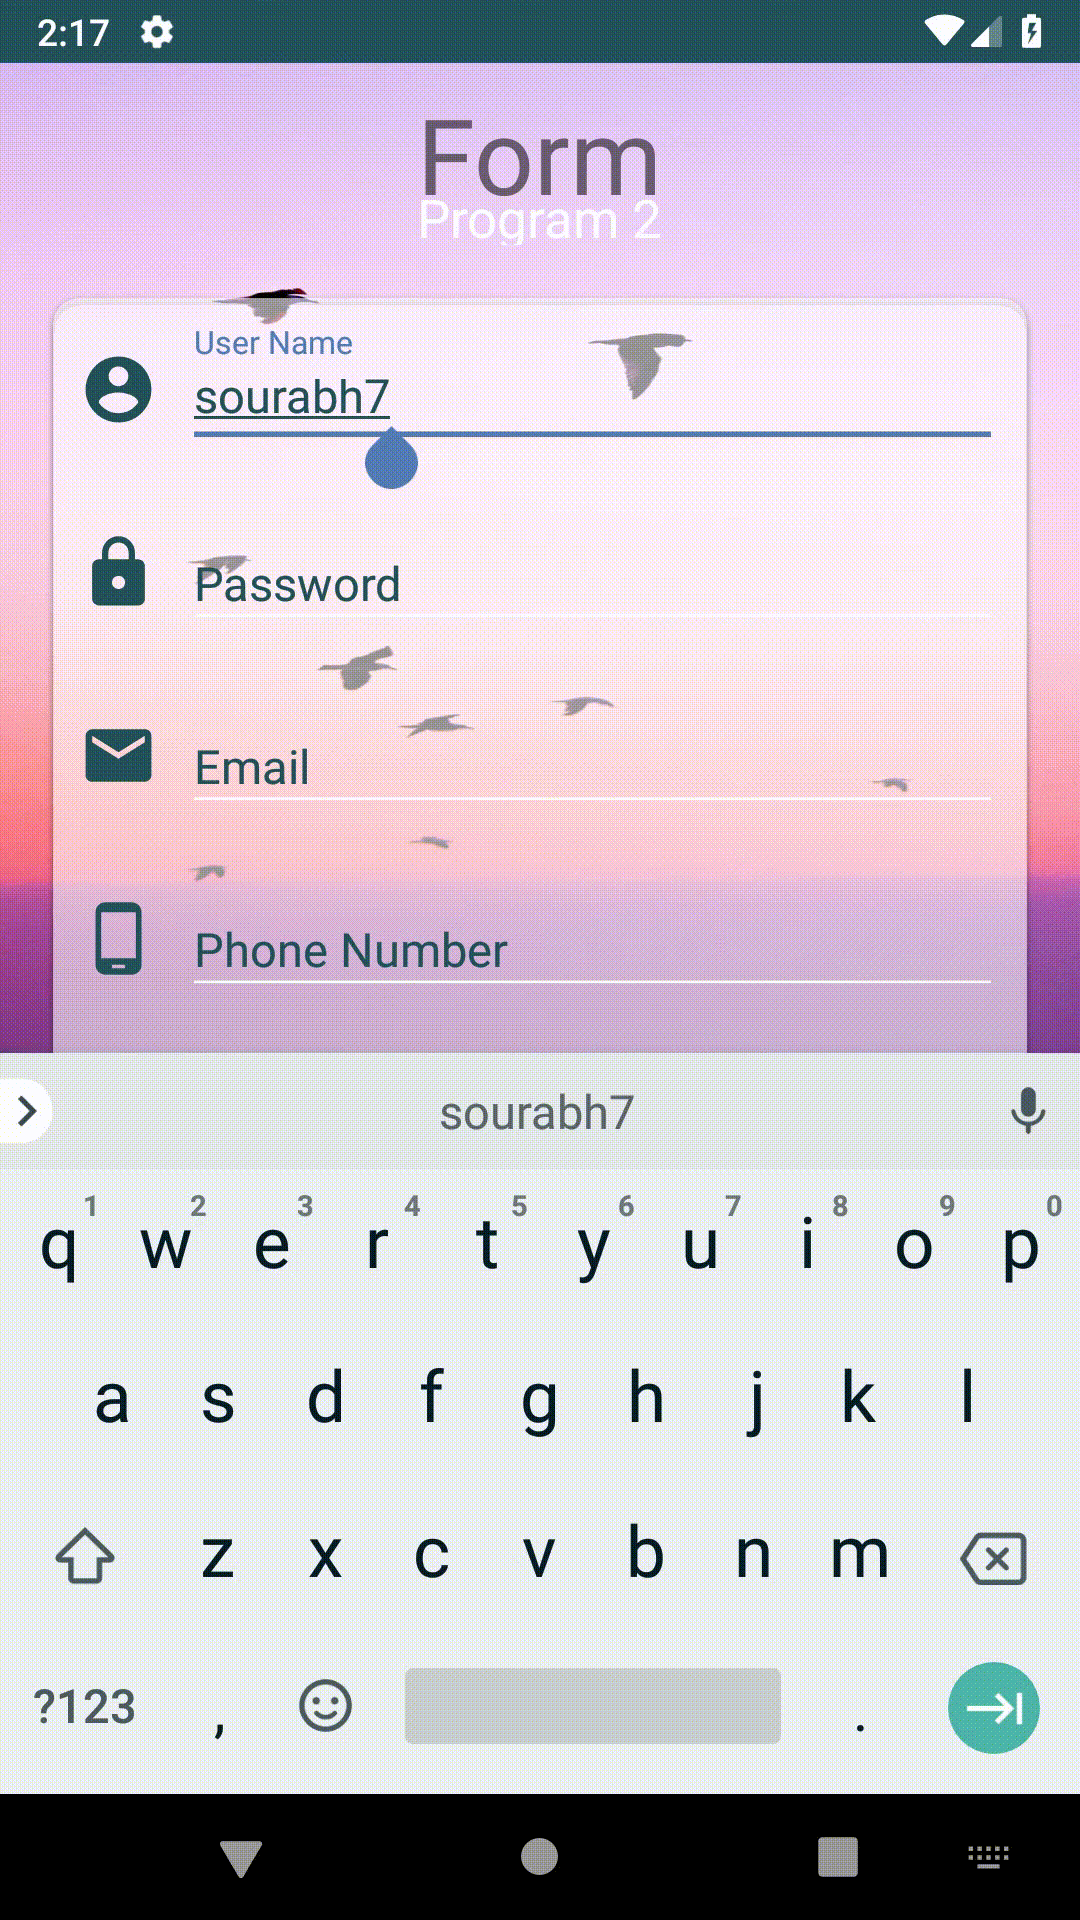 2:17
Form
Program 2
User Name
sourabh7
Password
Email
Phone Number
sourabh7
1 2 3 4 5 6 7 8 9 0
q w e r t y u i o p
a s d f g h j k l
z x c v b n m
?123 , .